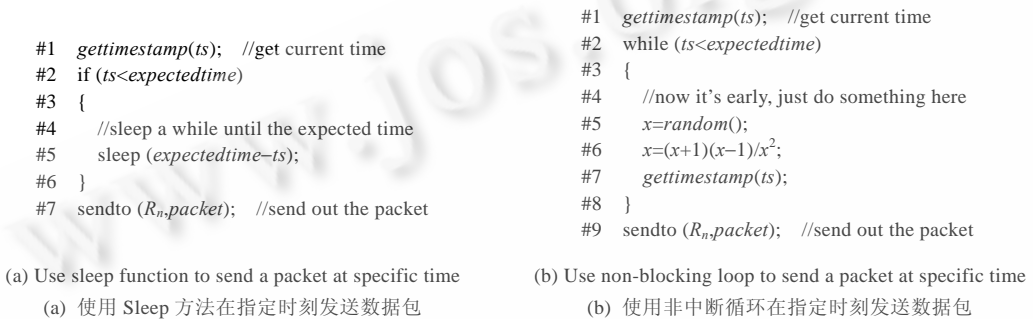 #1 gettimestamp(ts); //get current time
#2 if (ts<expectedtime)
#3 {
#4 //sleep a while until the expected time
#5 sleep (expectedtime−ts);
#6 }
#7 sendto (Rn,packet); //send out the packet
(a) Use sleep function to send a packet at specific time
(a) 使用 Sleep 方法在指定时刻发送数据包
#1 gettimestamp(ts); //get current time
#2 while (ts<expectedtime)
#3 {
#4 //now it's early, just do something here
#5 x=random();
#6 x=(x+1)(x−1)/x²;
#7 gettimestamp(ts);
#8 }
#9 sendto (Rn,packet); //send out the packet
(b) Use non-blocking loop to send a packet at specific time
(b) 使用非中断循环在指定时刻发送数据包
www.jos.o